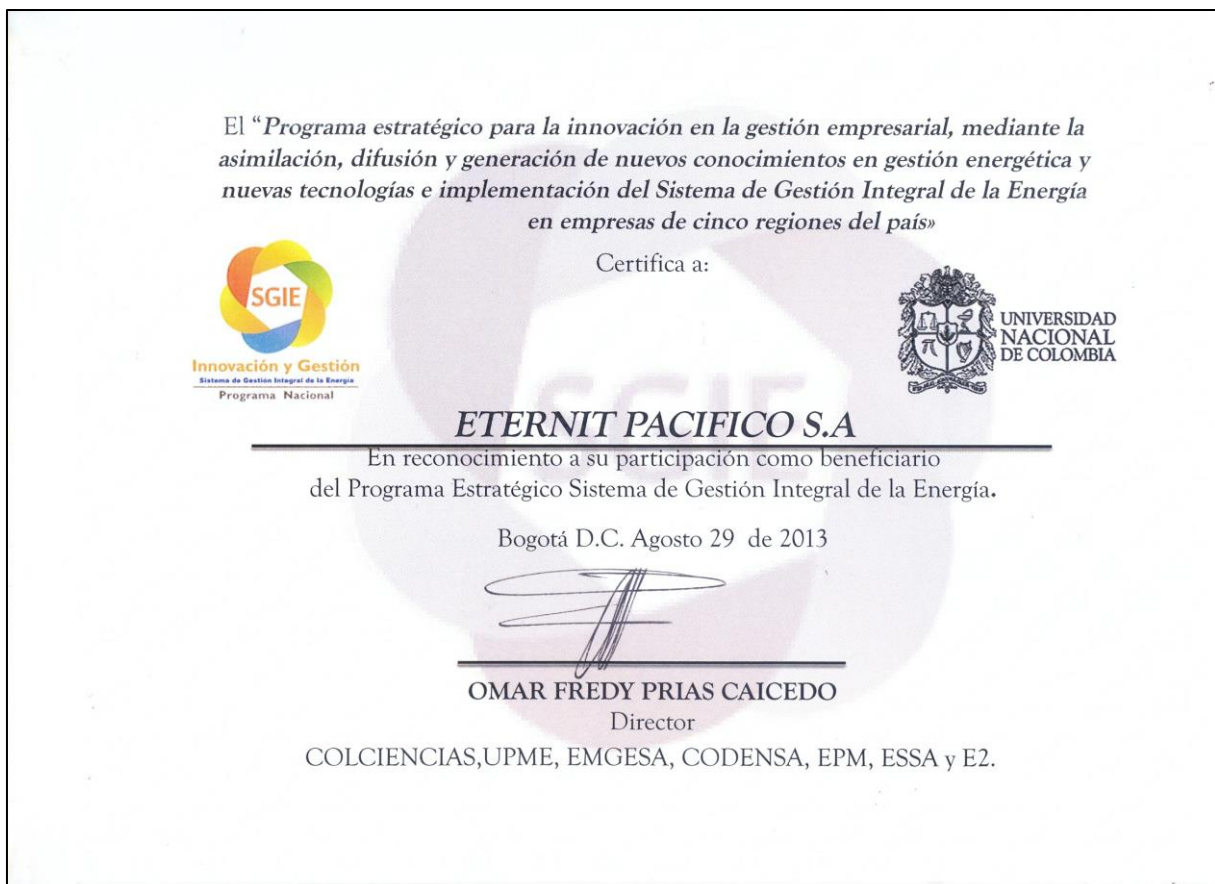 El “Programa estratégico para la innovación en la gestión empresarial, mediante la
asimilación, difusión y generación de nuevos conocimientos en gestión energética y
nuevas tecnologías e implementación del Sistema de Gestión Integral de la Energía
en empresas de cinco regiones del país»
Certifica a:
SGIE
Innovación y Gestión
Sistema de Gestión Integral de la Energía
Programa Nacional
UNIVERSIDAD
NACIONAL
DE COLOMBIA
SGIE
ETERNIT PACIFICO S.A
En reconocimiento a su participación como beneficiario
del Programa Estratégico Sistema de Gestión Integral de la Energía.
Bogotá D.C. Agosto 29 de 2013
OMAR FREDY PRIAS CAICEDO
Director
COLCIENCIAS,UPME, EMGESA, CODENSA, EPM, ESSA y E2.